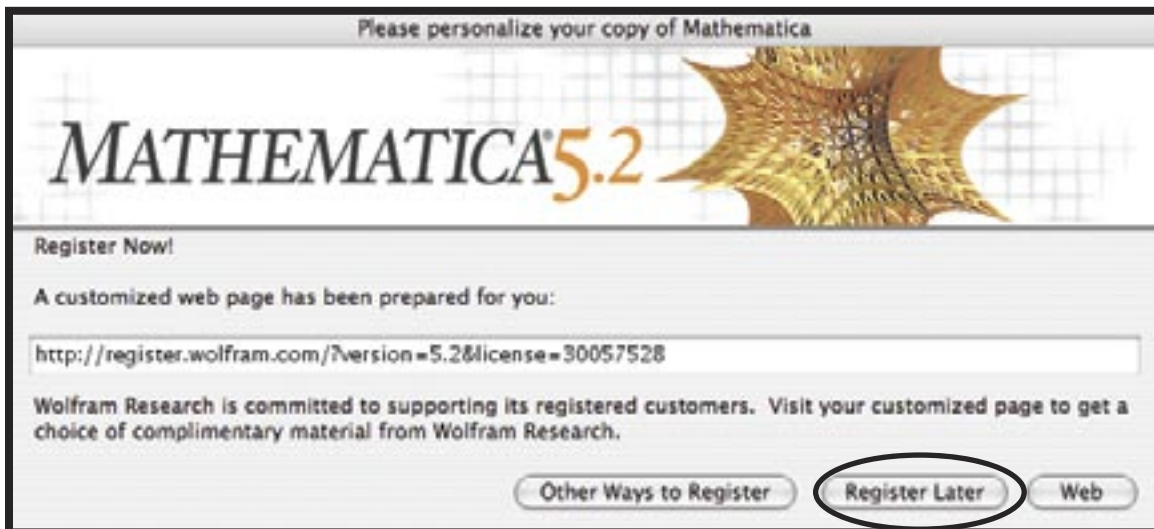 Please personalize your copy of Mathematica
MATHEMATICA® 5.2
Register Now!
A customized web page has been prepared for you:
http://register.wolfram.com/?version=5.2&license=30057528
Wolfram Research is committed to supporting its registered customers. Visit your customized page to get a
choice of complimentary material from Wolfram Research.
Other Ways to Register Register Later Web